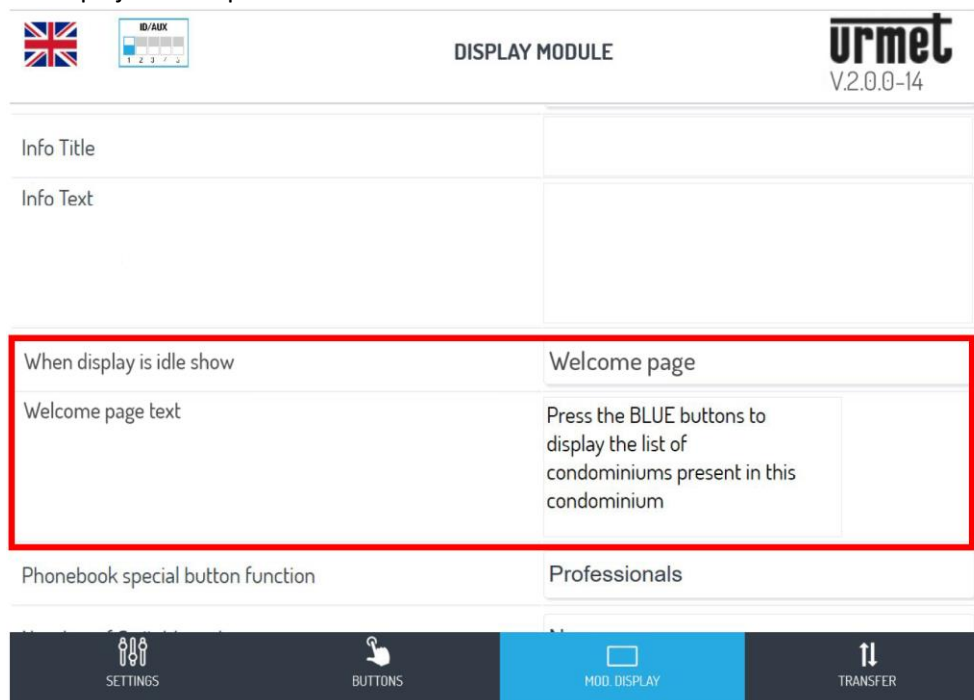 ID/AUX
1 2 3 4 5
DISPLAY MODULE
urmet
V.2.0.0-14
Info Title
Info Text
When display is idle show
Welcome page
Welcome page text
Press the BLUE buttons to
display the list of
condominiums present in this
condominium
Phonebook special button function
Professionals
SETTINGS
BUTTONS
MOD. DISPLAY
TRANSFER